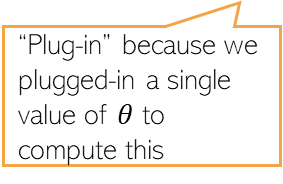 “Plug-in” because we
plugged-in a single
value of θ to
compute this